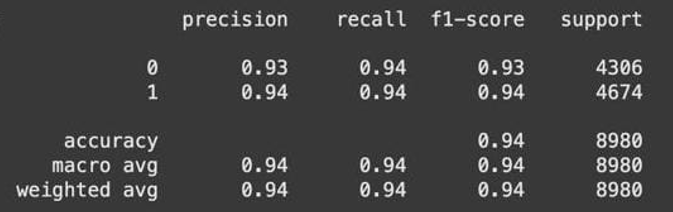 precision recall f1-score support
0 0.93 0.94 0.93 4306
1 0.94 0.94 0.94 4674
accuracy 0.94 8980
macro avg 0.94 0.94 0.94 8980
weighted avg 0.94 0.94 0.94 8980